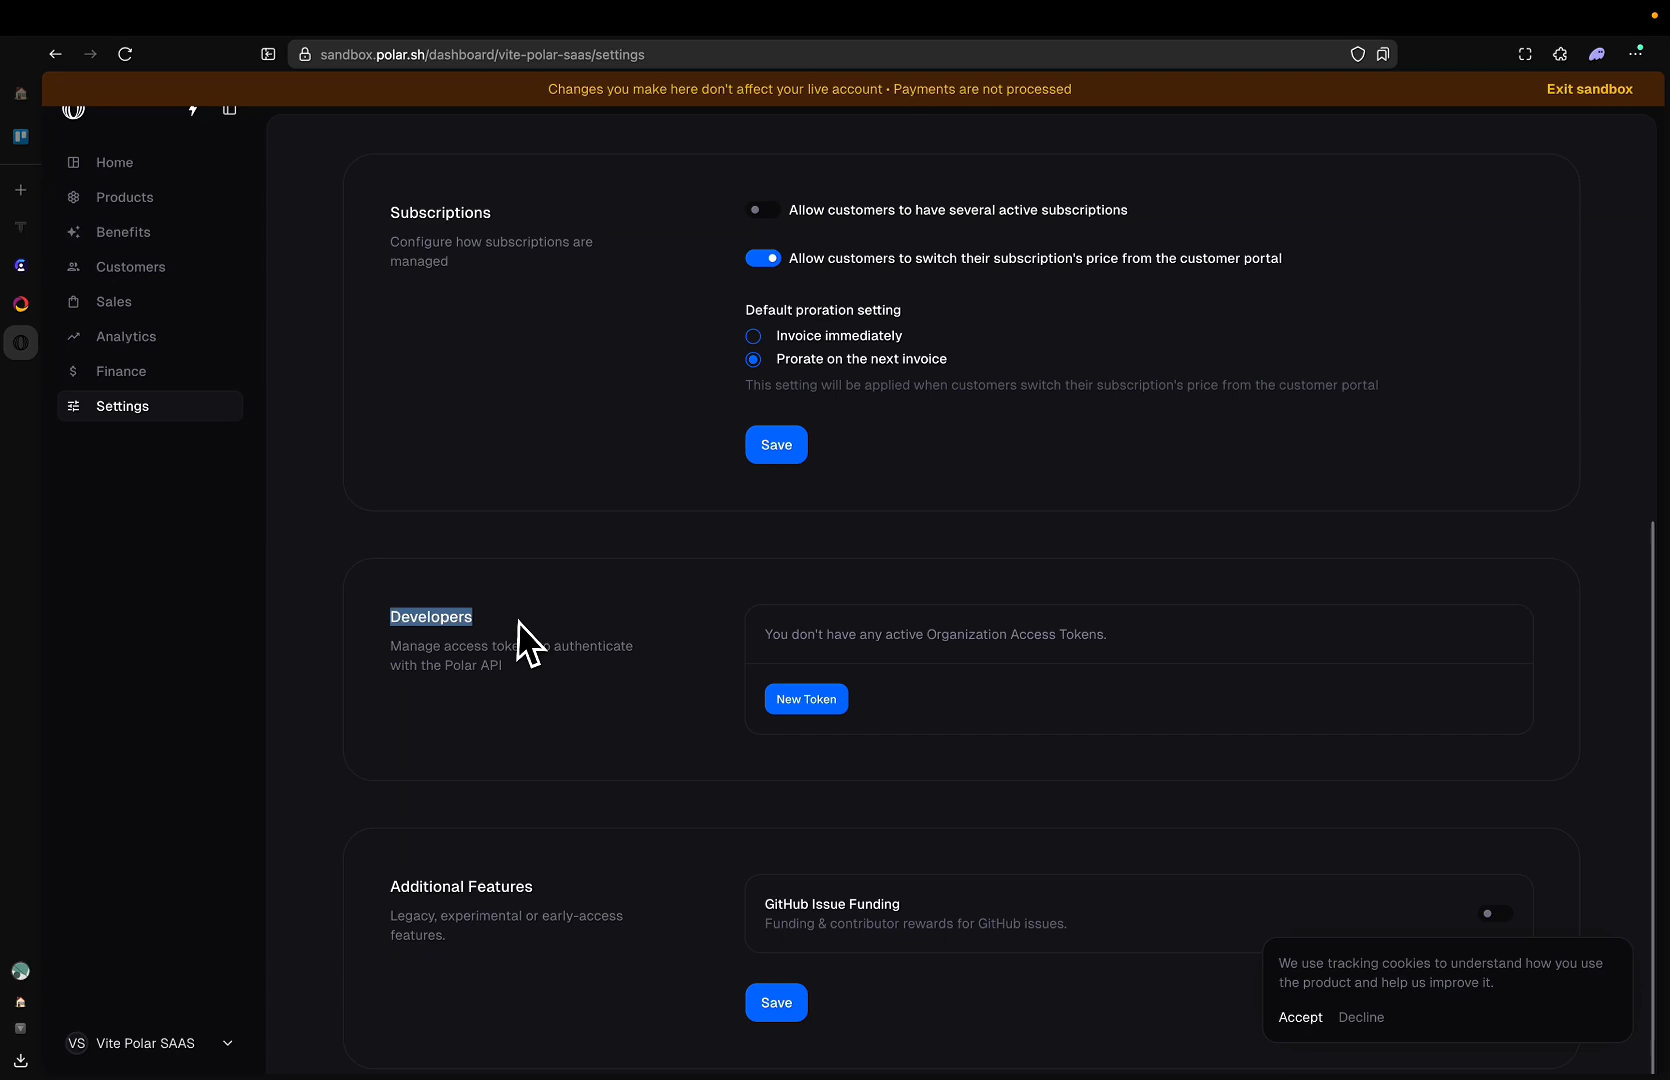 sandbox.polar.sh/dashboard/vite-polar-saas/settings
Changes you make here don't affect your live account • Payments are not processed
Exit sandbox
Home
Products
Benefits
Customers
Sales
Analytics
Finance
Settings
Subscriptions
Configure how subscriptions are
managed
Allow customers to have several active subscriptions
Allow customers to switch their subscription's price from the customer portal
Default proration setting
Invoice immediately
Prorate on the next invoice
This setting will be applied when customers switch their subscription's price from the customer portal
Save
Developers
Manage access authenticate
with the Polar API
You don't have any active Organization Access Tokens.
New Token
Additional Features
Legacy, experimental or early-access
features.
GitHub Issue Funding
Funding & contributor rewards for GitHub issues.
Save
We use tracking cookies to understand how you use
the product and help us improve it.
Accept Decline
VS Vite Polar SAAS